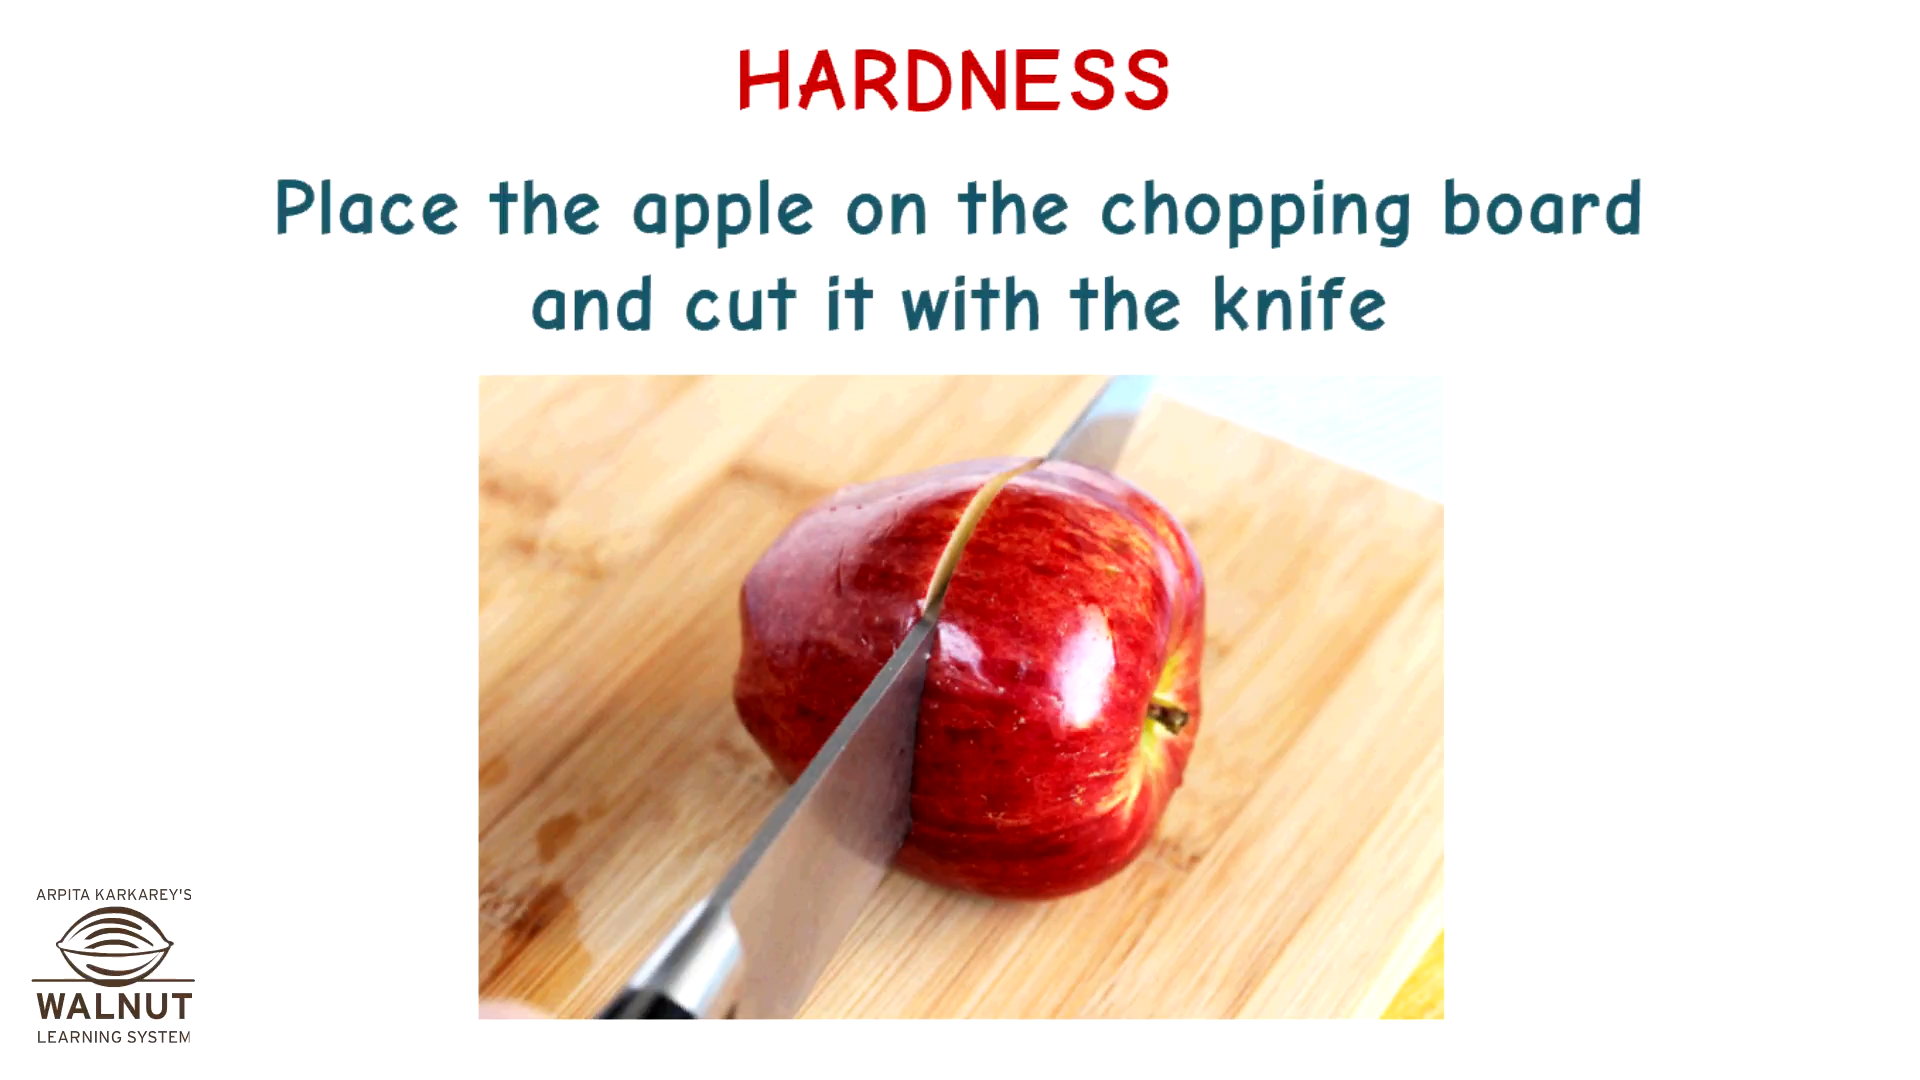 HARDNESS
Place the apple on the chopping board
and cut it with the knife
ARPITA KARKAREY'S
WALNUT
LEARNING SYSTEM